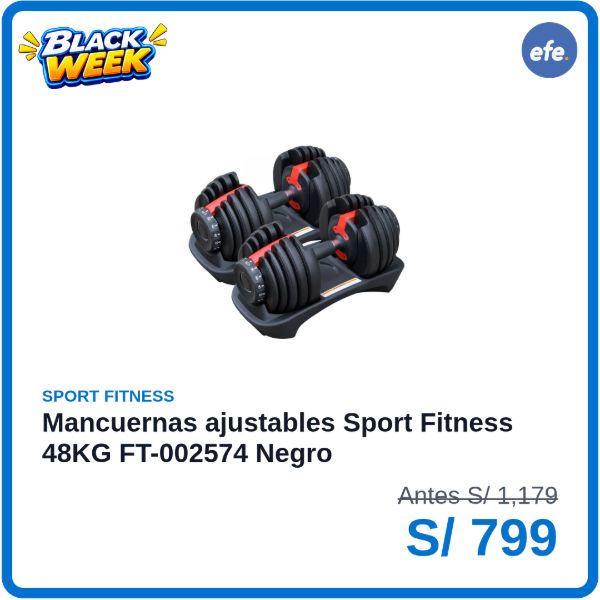 BLACK
WEEK
efe.
SPORT FITNESS
Mancuernas ajustables Sport Fitness
48KG FT-002574 Negro
Antes S/ 1,179
S/ 799